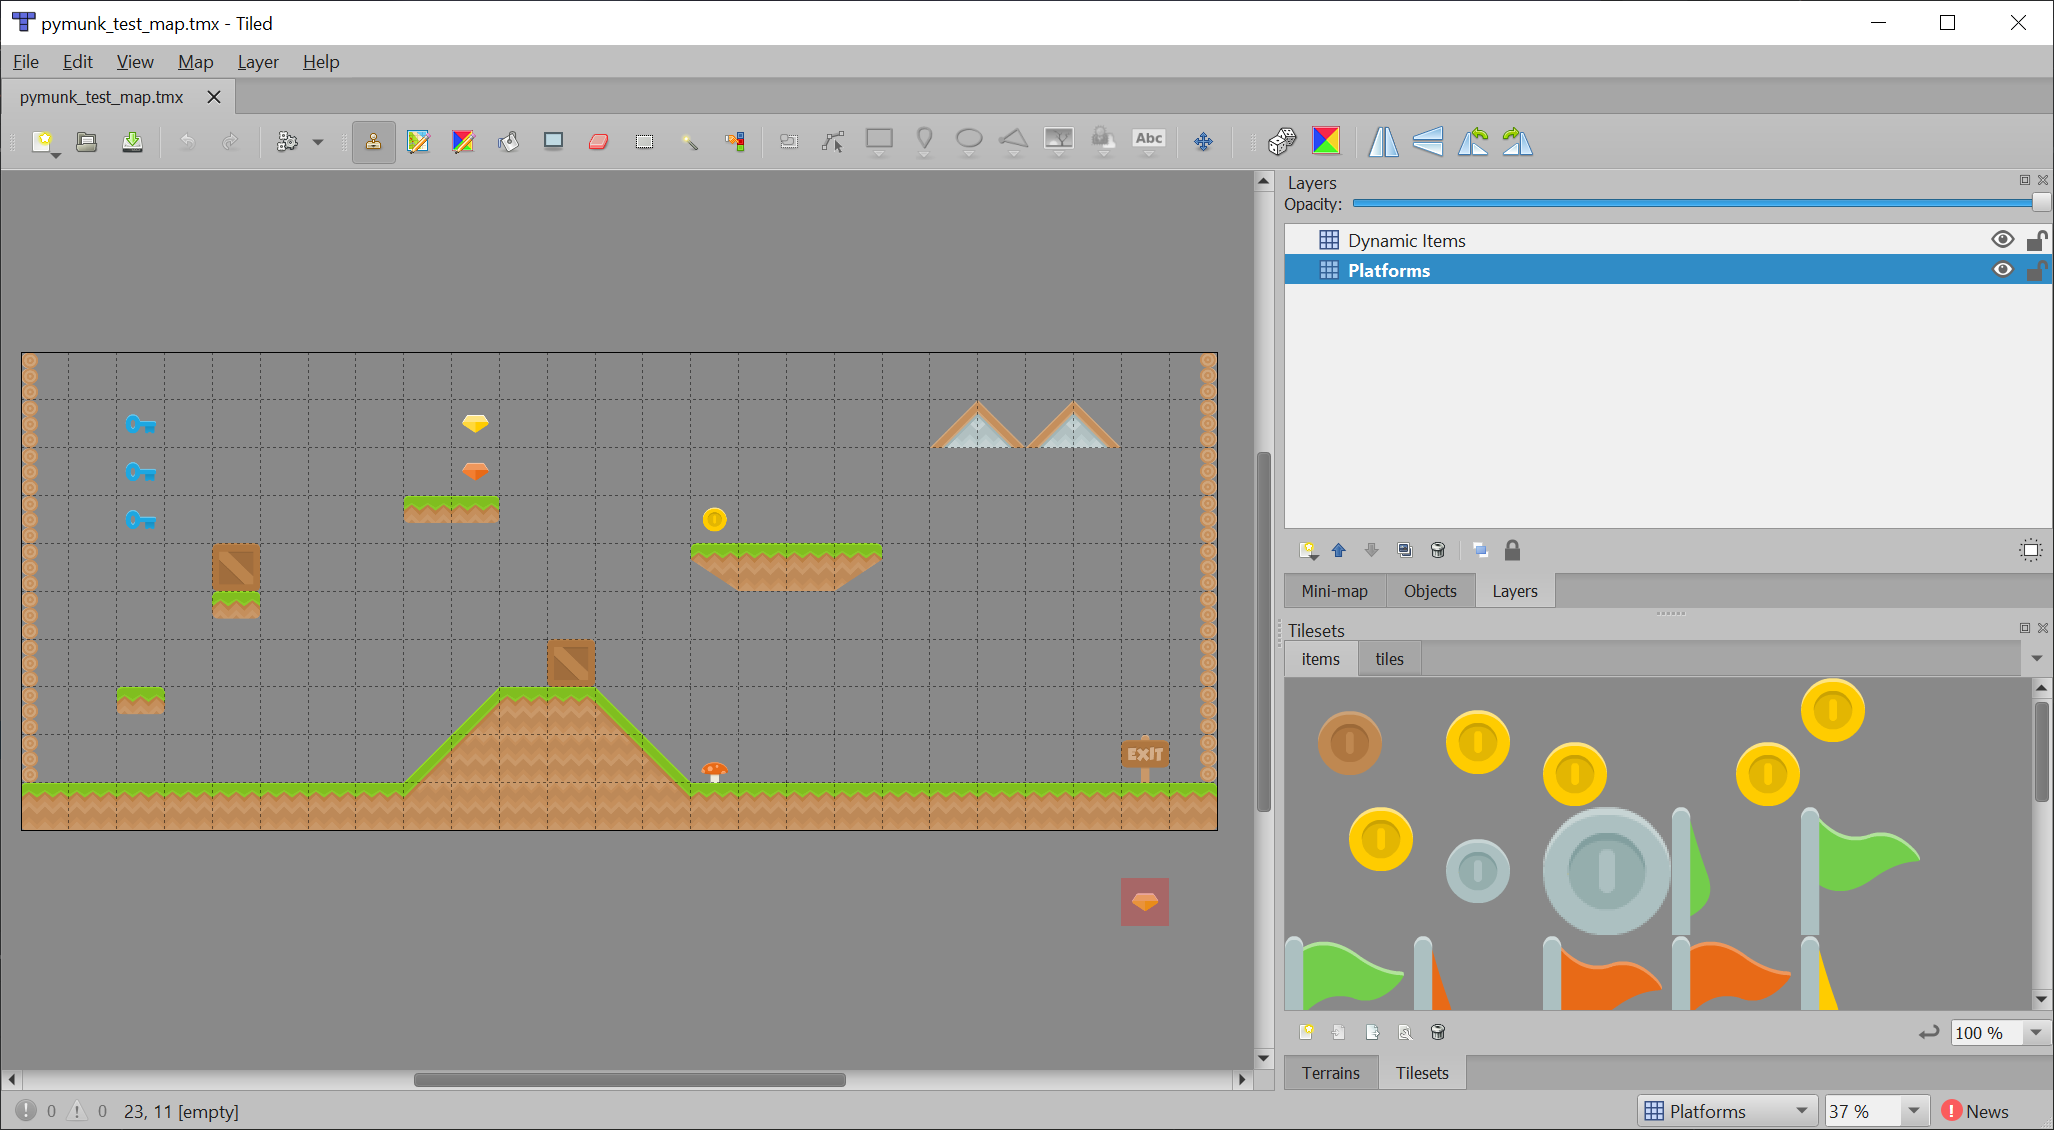 pymunk_test_map.tmx - Tiled
File Edit View Map Layer Help
pymunk_test_map.tmx
Abc
Layers
Opacity:
Dynamic Items
Platforms
Mini-map Objects Layers
Tilesets
items tiles
EXIT
100 %
Terrains Tilesets
0 0 23, 11 [empty]
Platforms 37 % News